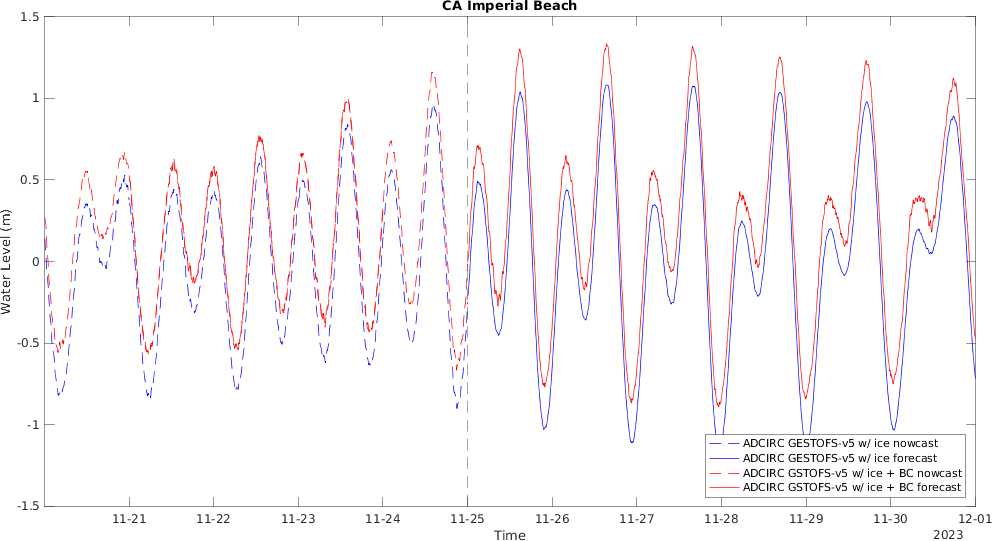 CA Imperial Beach
1.5
1
0.5
0
-0.5
-1
-1.5
Water Level (m)
ADCIRC GESTOFS-v5 w/ ice nowcast
ADCIRC GESTOFS-v5 w/ ice forecast
ADCIRC GSTOFS-v5 w/ ice + BC nowcast
ADCIRC GSTOFS-v5 w/ ice + BC forecast
11-21 11-22 11-23 11-24 11-25 11-26 11-27 11-28 11-29 11-30 12-01
Time
2023